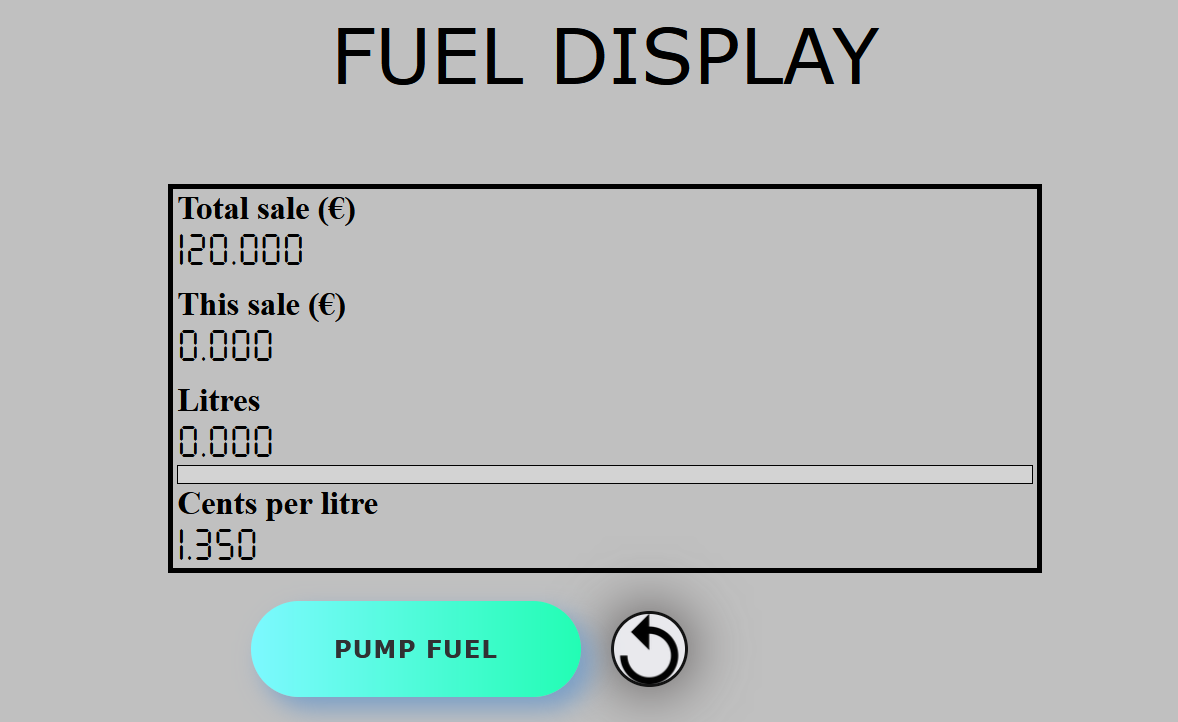 FUEL DISPLAY
Total sale (€)
120.000
This sale (€)
0.000
Litres
0.000
Cents per litre
1.350
PUMP FUEL